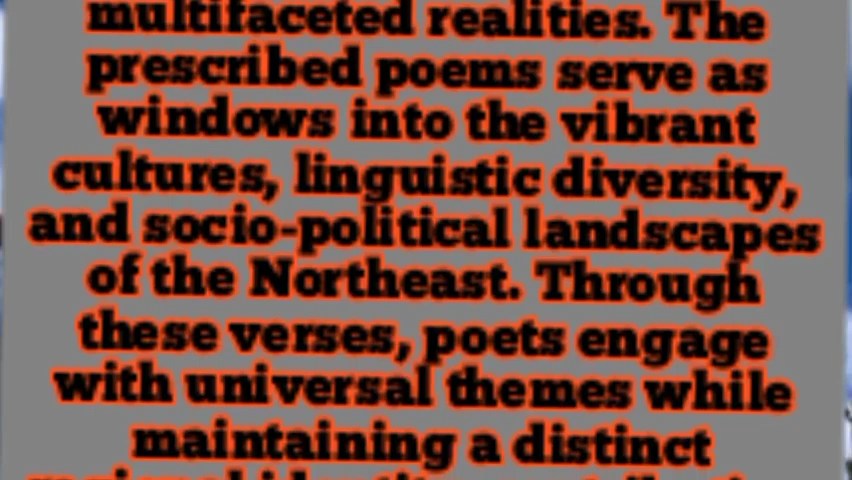 multifaceted realities. The
prescribed poems serve as
windows into the vibrant
cultures, linguistic diversity,
and socio-political landscapes
of the Northeast. Through
these verses, poets engage
with universal themes while
maintaining a distinct